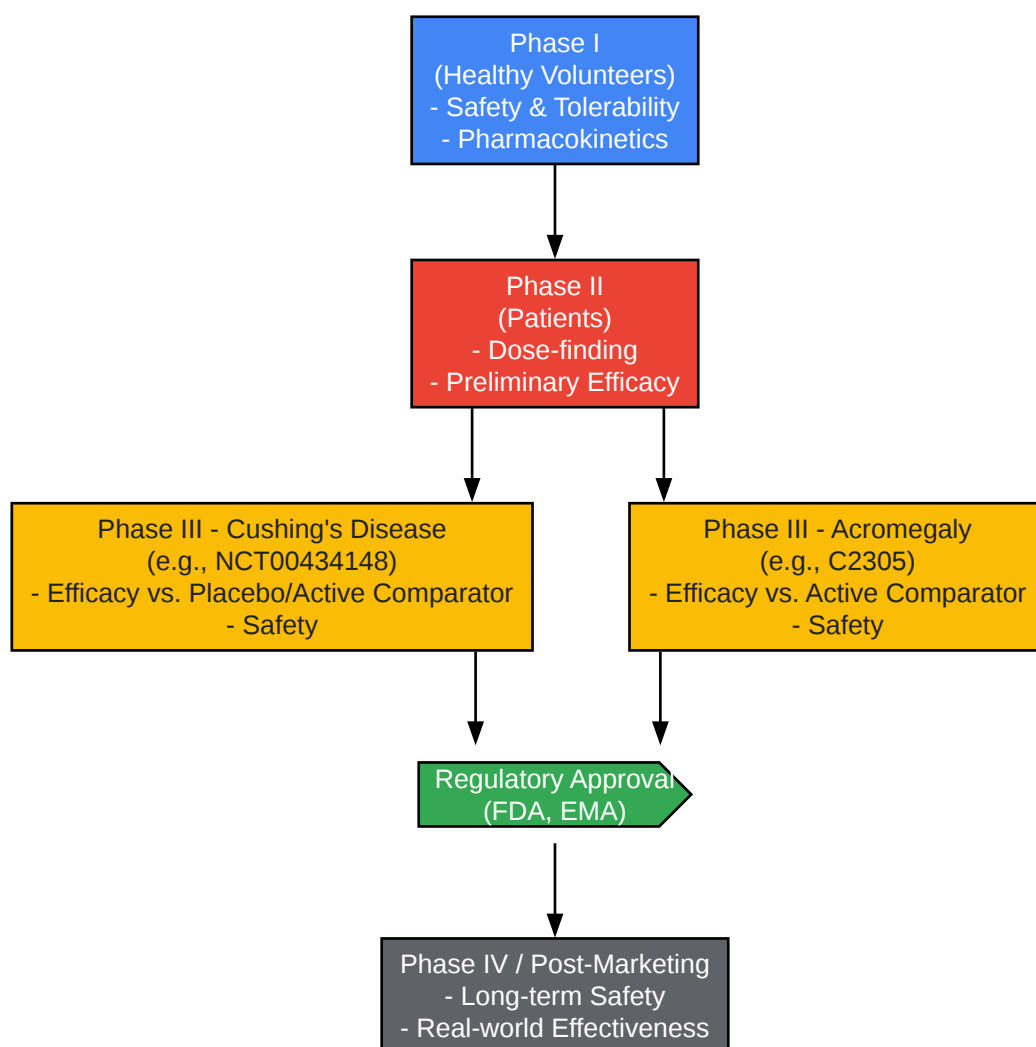 Phase I
(Healthy Volunteers)
- Safety & Tolerability
- Pharmacokinetics
Phase II
(Patients)
- Dose-finding
- Preliminary Efficacy
Phase III - Cushing's Disease
(e.g., NCT00434148)
- Efficacy vs. Placebo/Active Comparator
- Safety
Phase III - Acromegaly
(e.g., C2305)
- Efficacy vs. Active Comparator
- Safety
Regulatory Approval
(FDA, EMA)
Phase IV / Post-Marketing
- Long-term Safety
- Real-world Effectiveness